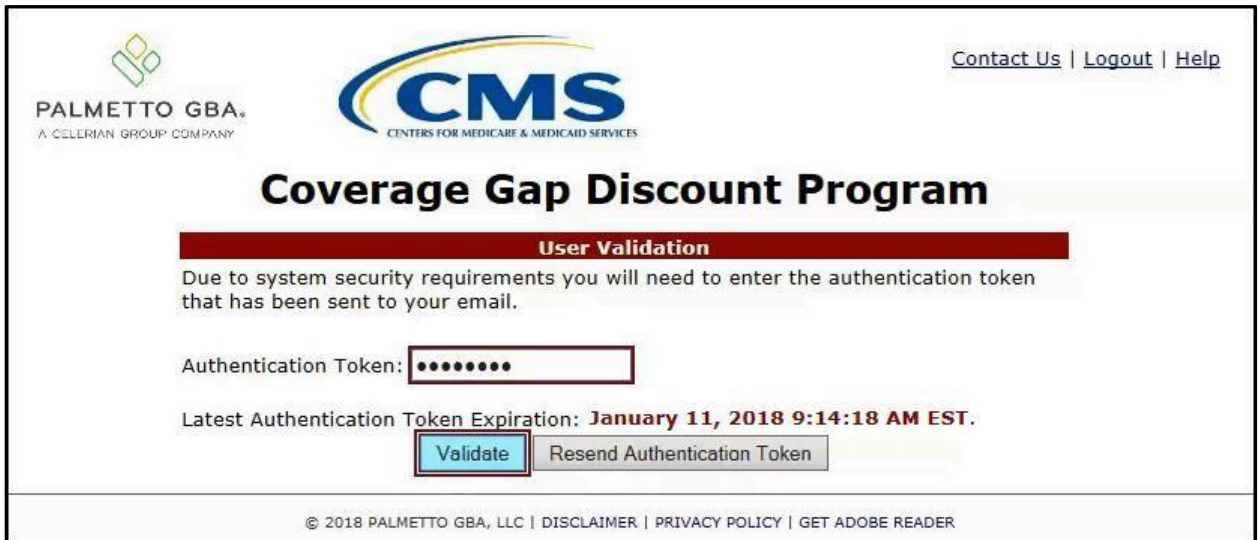 PALMETTO GBA.
A CELERIAN GROUP COMPANY
CMS
CENTERS FOR MEDICARE & MEDICAID SERVICES
Contact Us | Logout | Help
Coverage Gap Discount Program
User Validation
Due to system security requirements you will need to enter the authentication token
that has been sent to your email.
Authentication Token: ••••••••
Latest Authentication Token Expiration: January 11, 2018 9:14:18 AM EST.
Validate Resend Authentication Token
© 2018 PALMETTO GBA, LLC | DISCLAIMER | PRIVACY POLICY | GET ADOBE READER